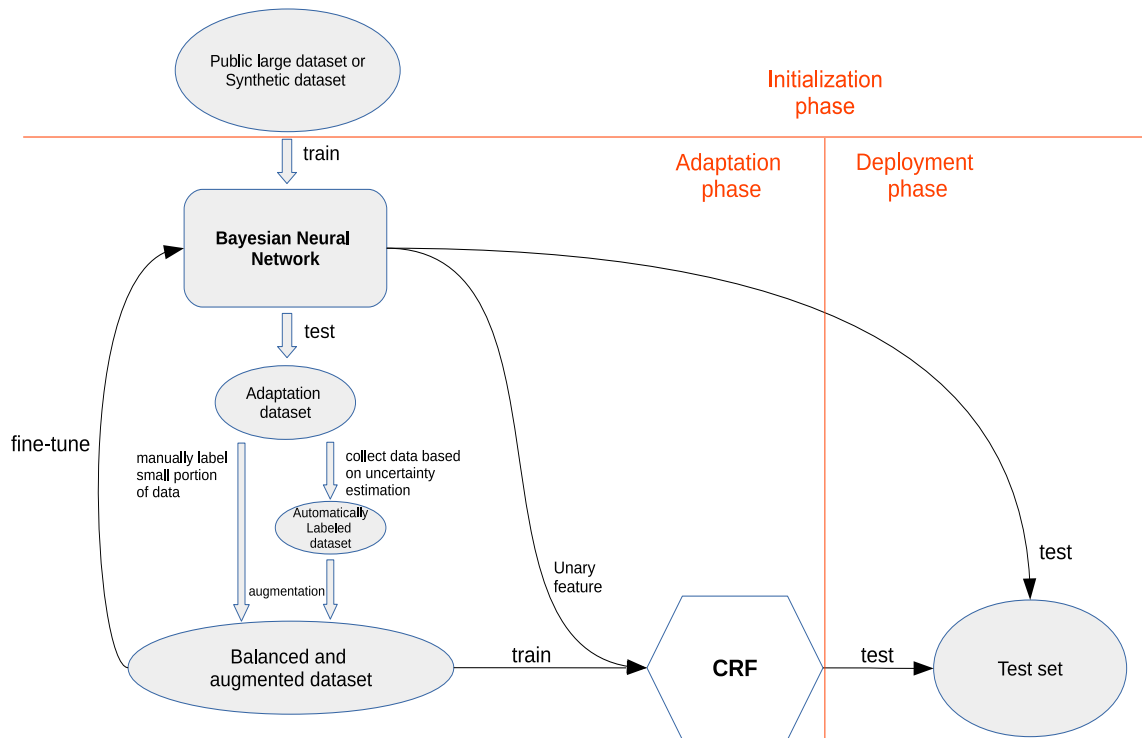 Public large dataset or
Synthetic dataset
Initialization
phase
train
Adaptation
phase
Deployment
phase
Bayesian Neural
Network
test
Adaptation
dataset
fine-tune
manually label
small portion
of data
collect data based
on uncertainty
estimation
Automatically
Labeled
dataset
augmentation
Unary
feature
test
Balanced and
augmented dataset
train
CRF
test
Test set